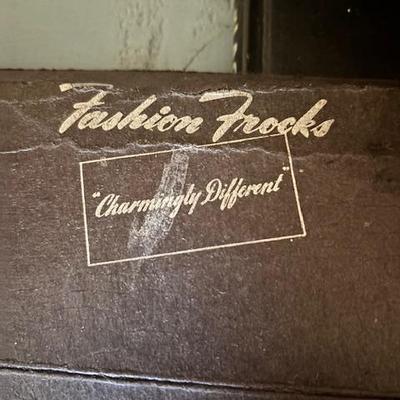 Fashion Frocks
"Charmingly Different"